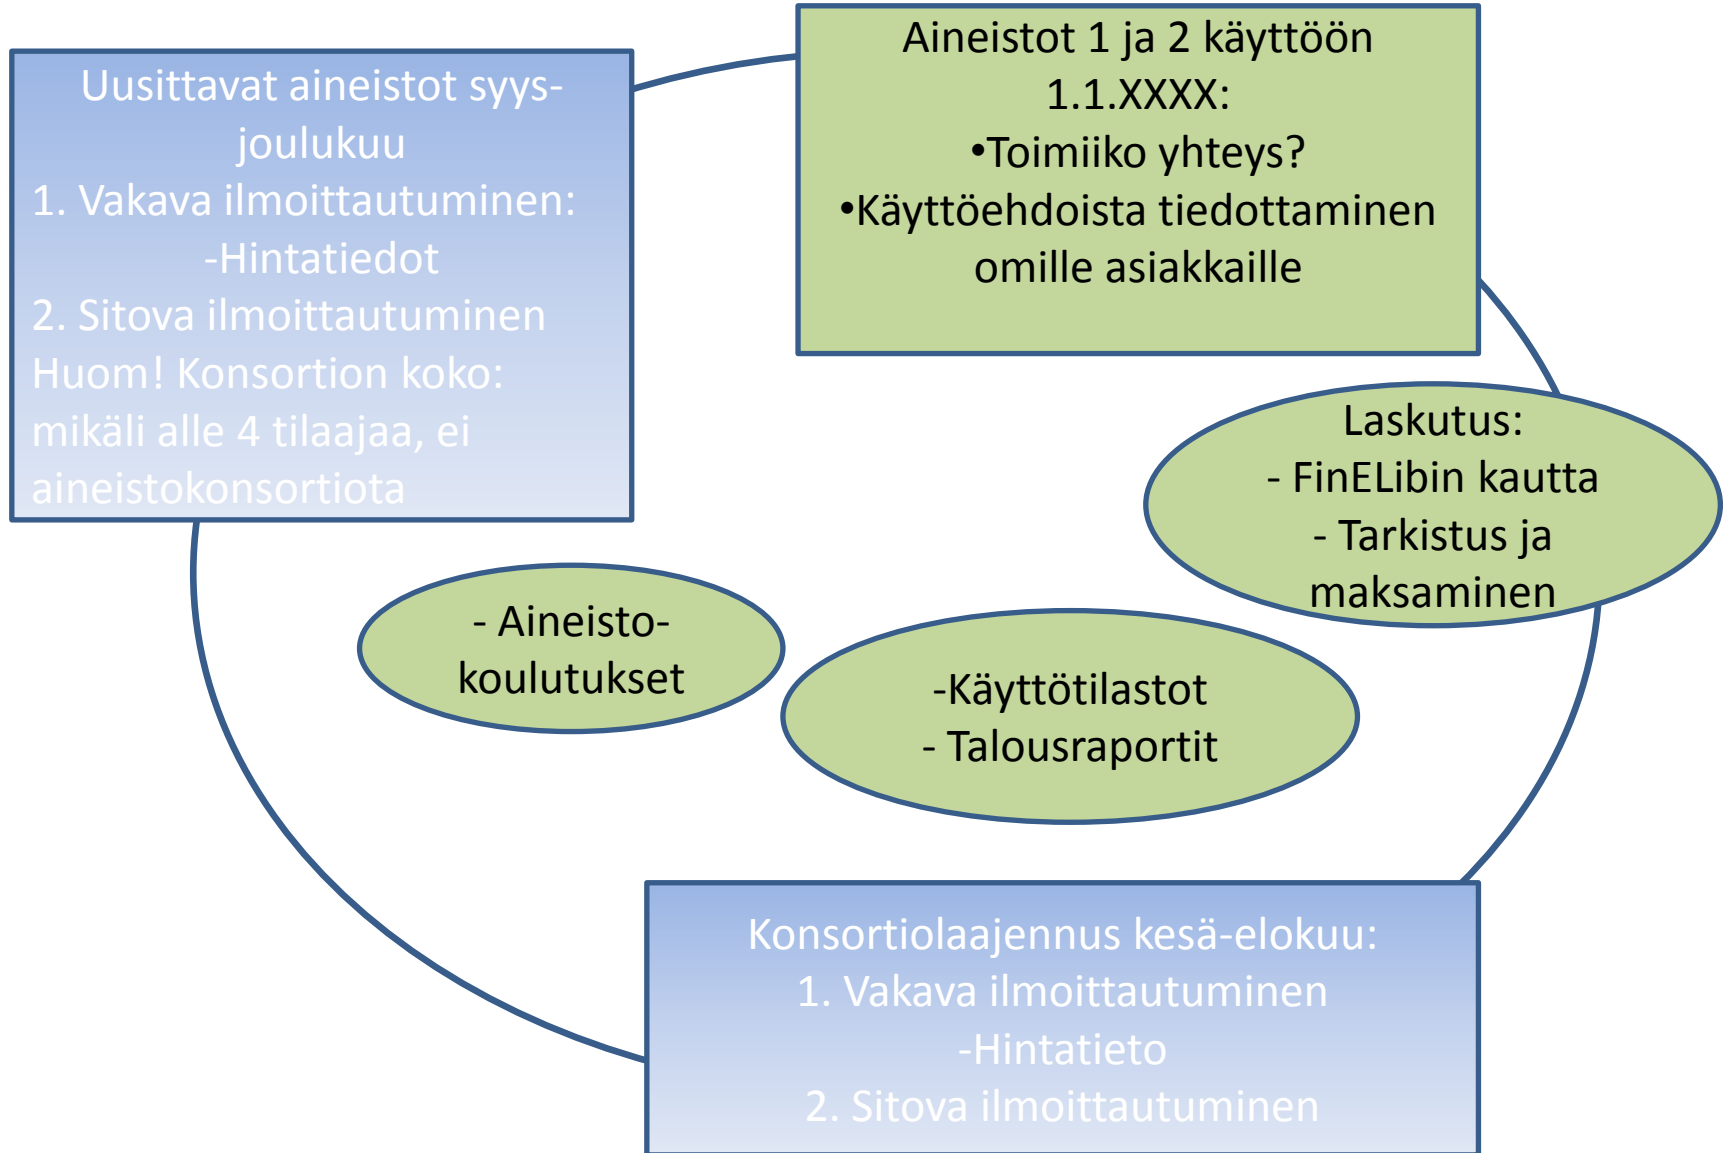 Uusittavat aineistot syys-
joulukuu
1. Vakava ilmoittautuminen:
-Hintatiedot
2. Sitova ilmoittautuminen
Huom! Konsortion koko:
mikäli alle 4 tilaajaa, ei
aineistokonsortiota
Aineistot 1 ja 2 käyttöön
1.1.XXXX:
•Toimiiko yhteys?
•Käyttöehdoista tiedottaminen
omille asiakkaille
Laskutus:
- FinELibin kautta
- Tarkistus ja
maksaminen
- Aineisto-
koulutukset
-Käyttötilastot
- Talousraportit
Konsortiolaajennus kesä-elokuu:
1. Vakava ilmoittautuminen
-Hintatieto
2. Sitova ilmoittautuminen